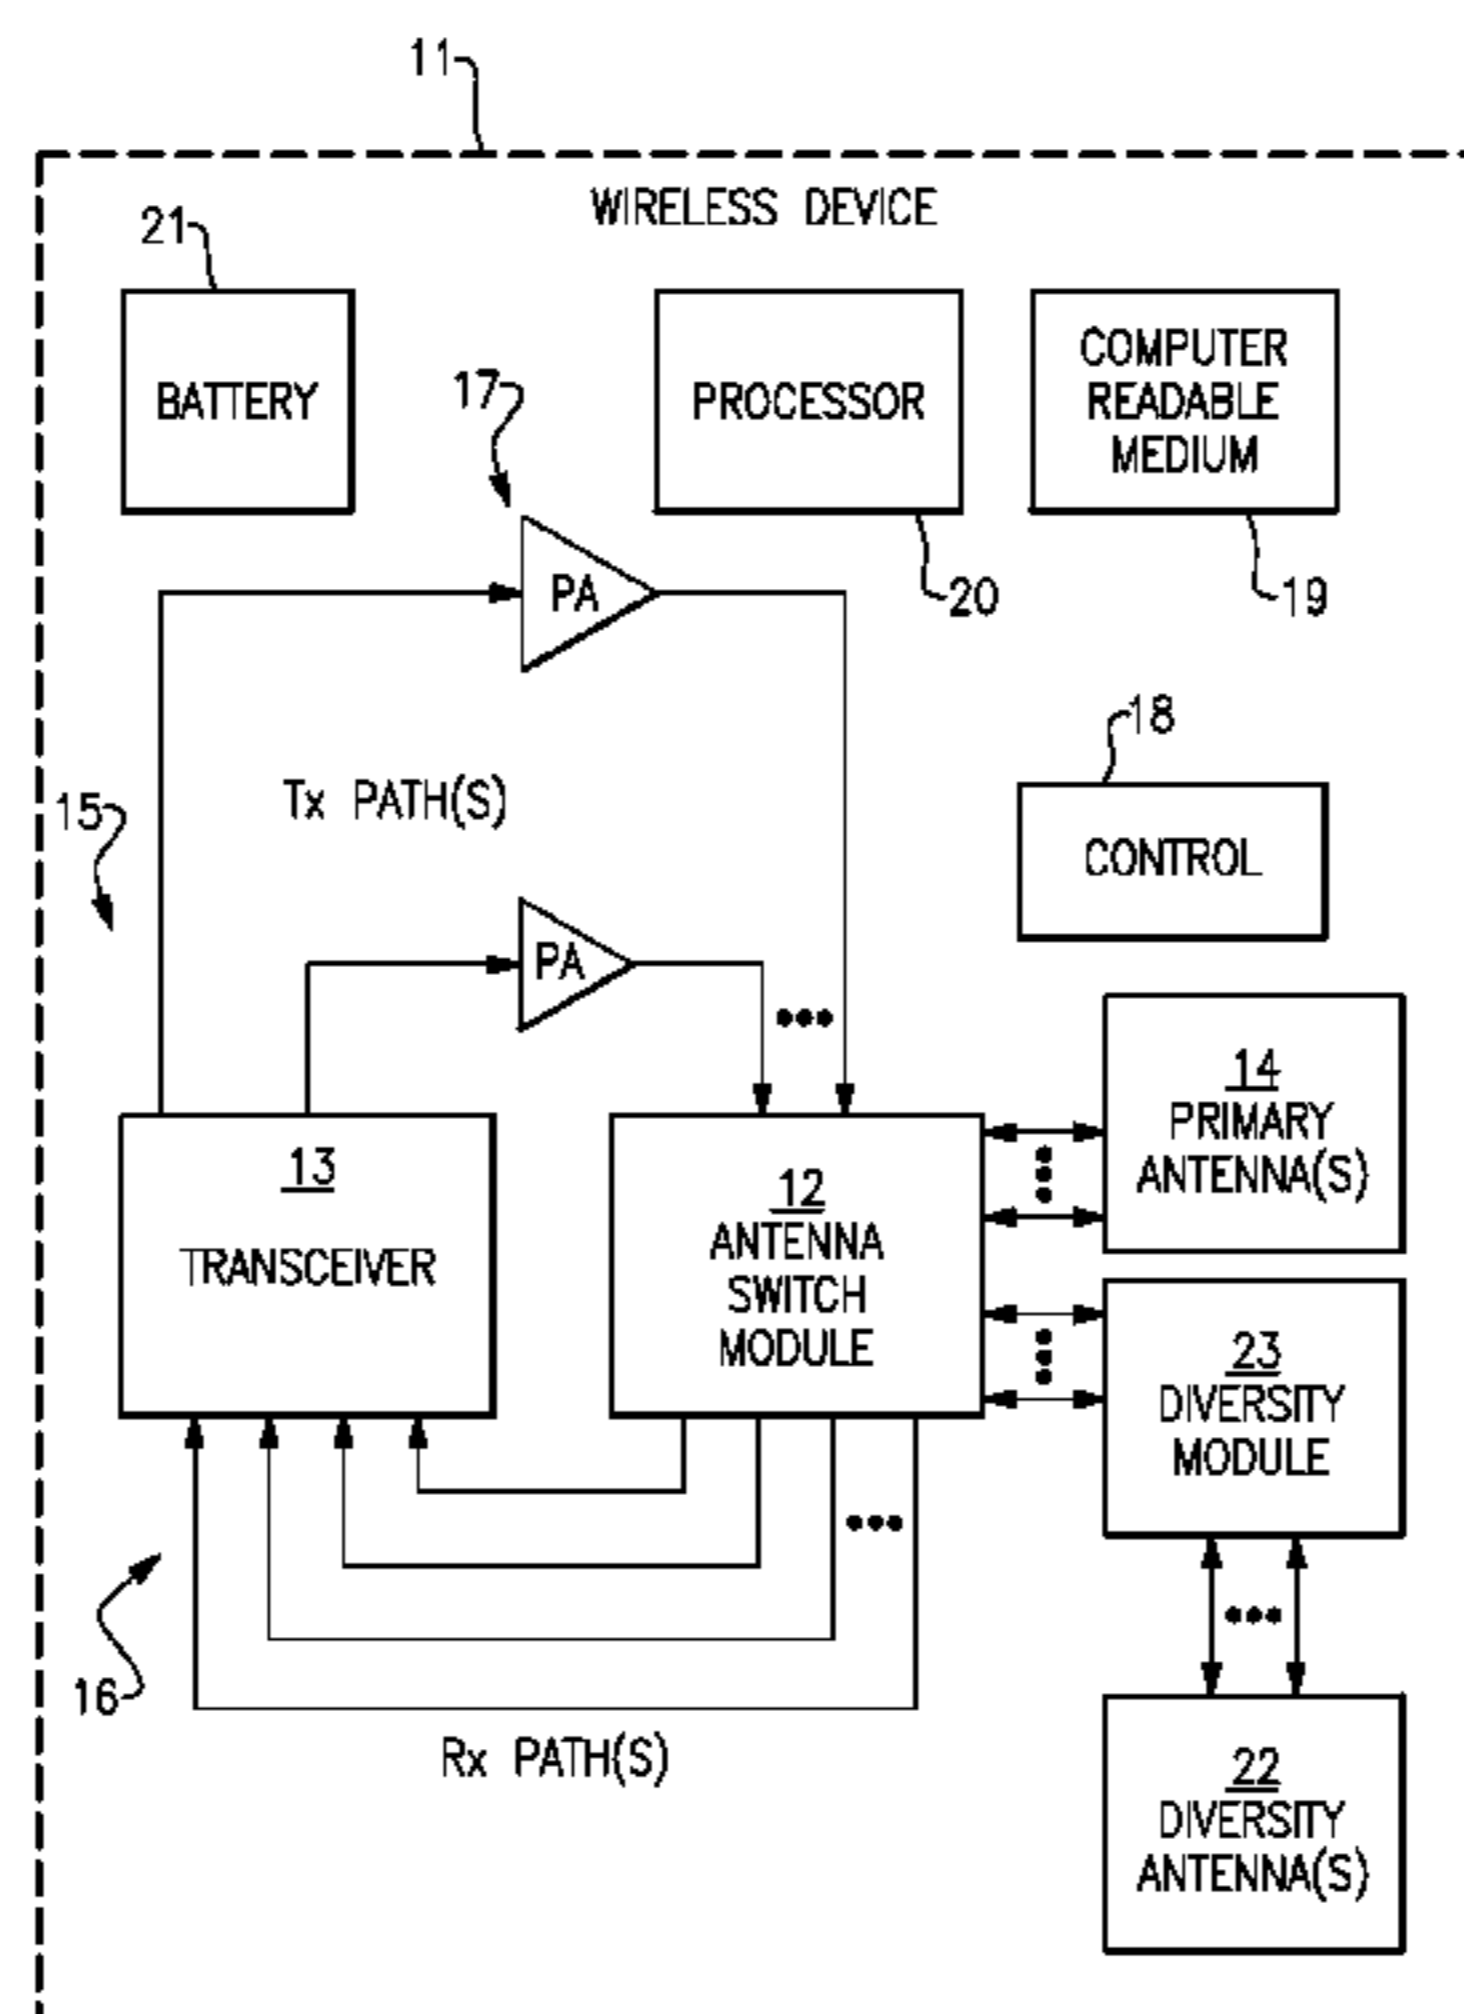 11
WIRELESS DEVICE
21
BATTERY
17
PROCESSOR
COMPUTER
READABLE
MEDIUM
PA
20
19
18
Tx PATH(S)
15
CONTROL
PA
14
PRIMARY
ANTENNA(S)
13
TRANSCEIVER
12
ANTENNA
SWITCH
MODULE
23
DIVERSITY
MODULE
16
Rx PATH(S)
22
DIVERSITY
ANTENNA(S)